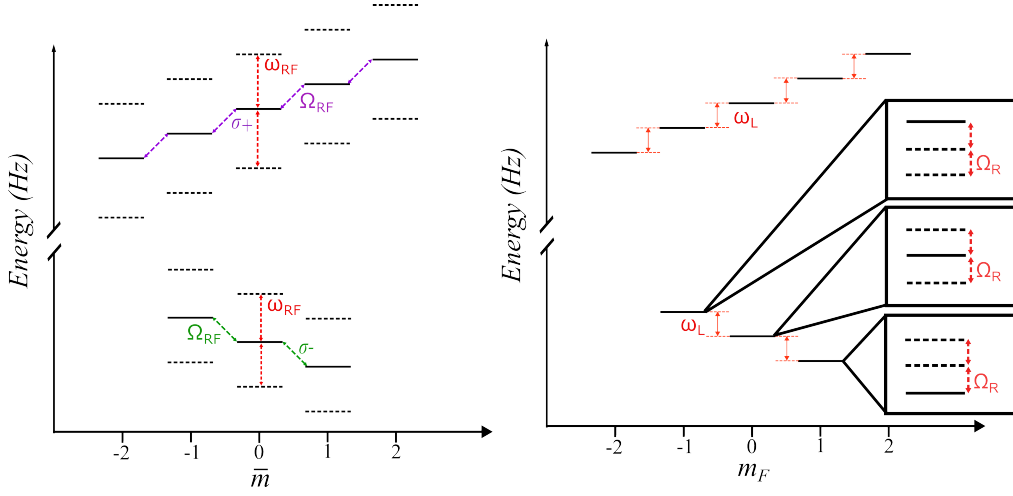 Energy (Hz)
ω_RF
Ω_RF
σ+
ω_RF
Ω_RF
σ-
-2 -1 0 1 2
m̅
Energy (Hz)
ω_L
ω_L
Ω_R
Ω_R
Ω_R
-2 -1 0 1 2
m_F